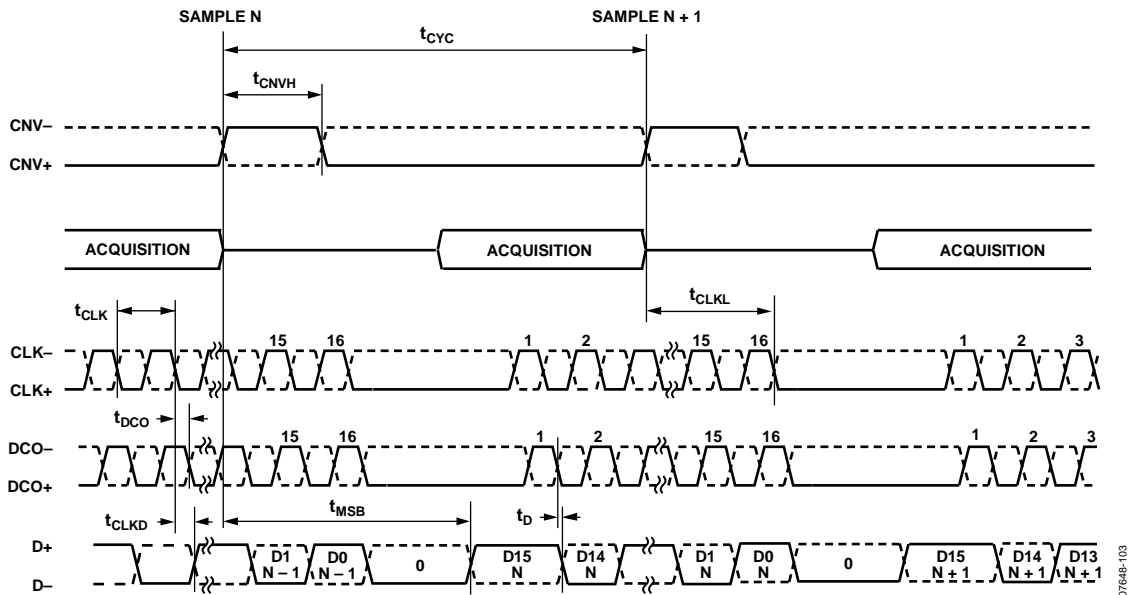 SAMPLE N SAMPLE N + 1
tCYC
tCNVH
CNV–
CNV+
ACQUISITION ACQUISITION ACQUISITION
tCLK tCLKL
15 16 1 2 15 16 1 2 3
CLK–
CLK+
tDCO
15 16 1 2 15 16 1 2 3
DCO–
DCO+
tCLKD tMSB tD
D+ D1 D0 0 D15 D14 D1 D0 0 D15 D14 D13
D– N – 1 N – 1 N N N N N + 1 N + 1 N + 1
07648-103